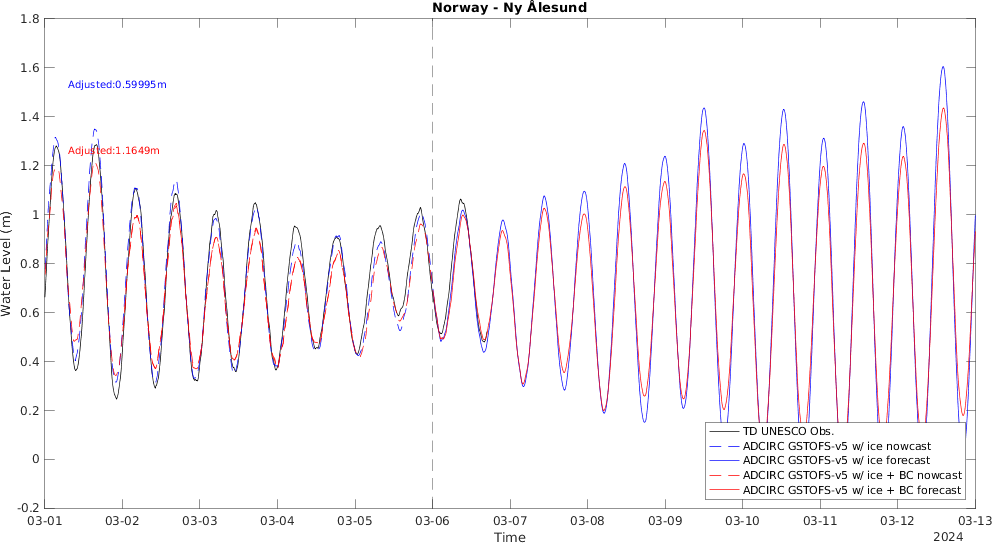 Norway - Ny Ålesund
1.8
1.6
1.4
1.2
1
0.8
0.6
0.4
0.2
0
-0.2
Water Level (m)
Adjusted:0.59995m
Adjusted:1.1649m
TD UNESCO Obs.
ADCIRC GSTOFS-v5 w/ ice nowcast
ADCIRC GSTOFS-v5 w/ ice forecast
ADCIRC GSTOFS-v5 w/ ice + BC nowcast
ADCIRC GSTOFS-v5 w/ ice + BC forecast
03-01 03-02 03-03 03-04 03-05 03-06 03-07 03-08 03-09 03-10 03-11 03-12 03-13
Time
2024